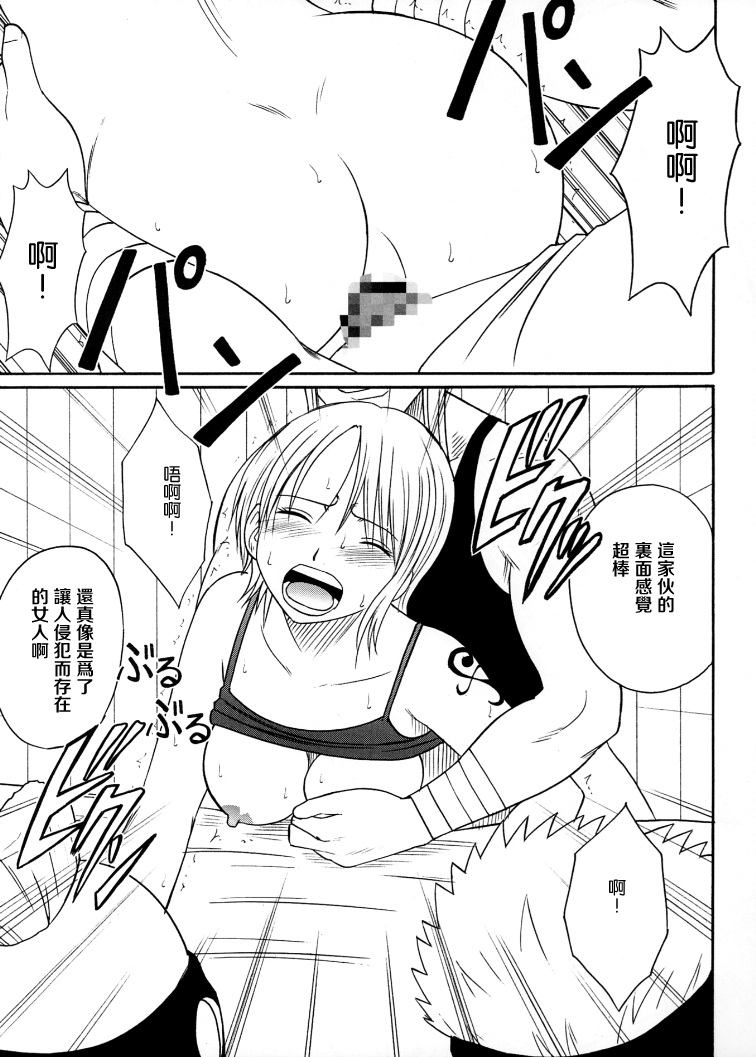 啊啊！
パンッ
啊！
パンッ
這家伙的
裏面感覺
超棒
ビクッ
唔啊啊！
還真像是爲了
讓人侵犯而存在
的女人啊
ぶる
ぶる
啊！
ビクッ